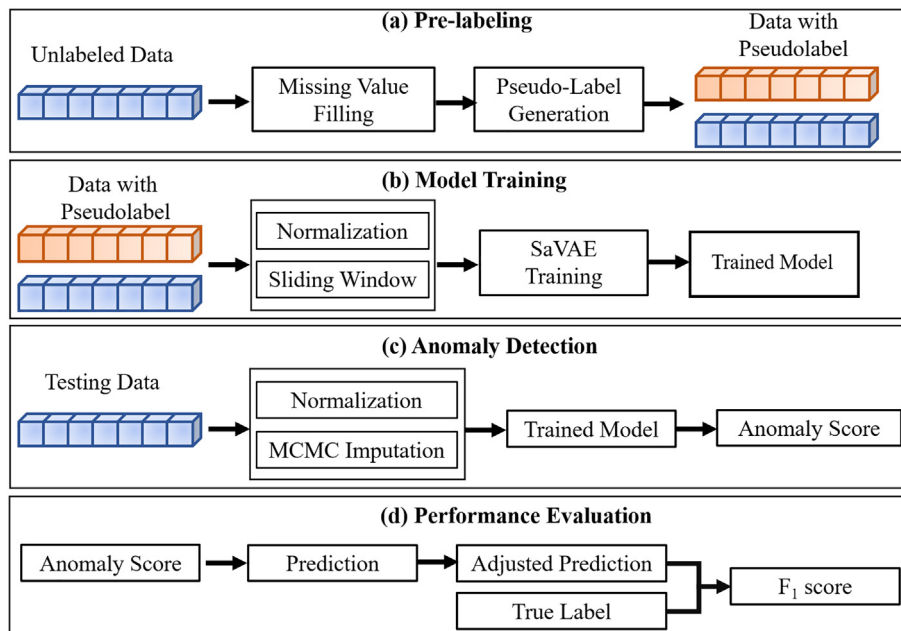 (a) Pre-labeling
Unlabeled Data
Missing Value
Filling
Pseudo-Label
Generation
Data with
Pseudolabel
(b) Model Training
Data with
Pseudolabel
Normalization
Sliding Window
SaVAE
Training
Trained Model
(c) Anomaly Detection
Testing Data
Normalization
MCMC Imputation
Trained Model
Anomaly Score
(d) Performance Evaluation
Anomaly Score
Prediction
Adjusted Prediction
True Label
F₁ score